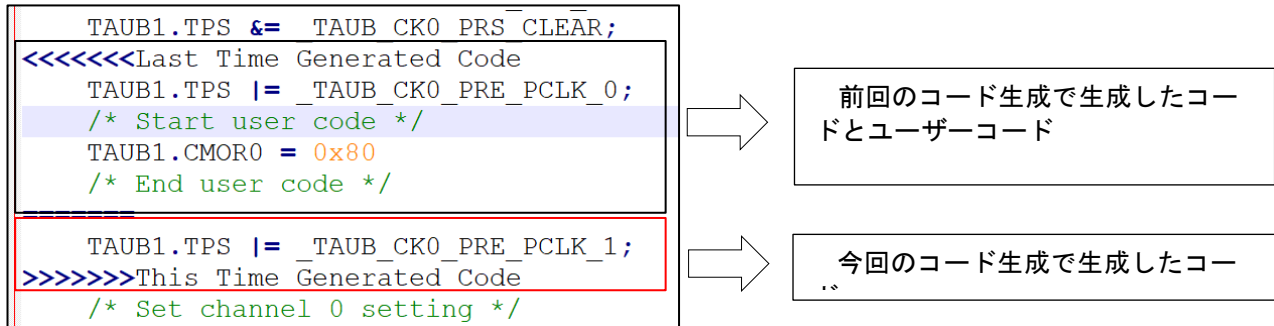 TAUB1.TPS &= _TAUB_CK0_PRS_CLEAR;
<<<<<<<Last Time Generated Code
TAUB1.TPS |= _TAUB_CK0_PRE_PCLK_0;
/* Start user code */
TAUB1.CMOR0 = 0x80
/* End user code */
=======
TAUB1.TPS |= _TAUB_CK0_PRE_PCLK_1;
>>>>>>>This Time Generated Code
/* Set channel 0 setting */
前回のコード生成で生成したコー
ドとユーザーコード
今回のコード生成で生成したコー